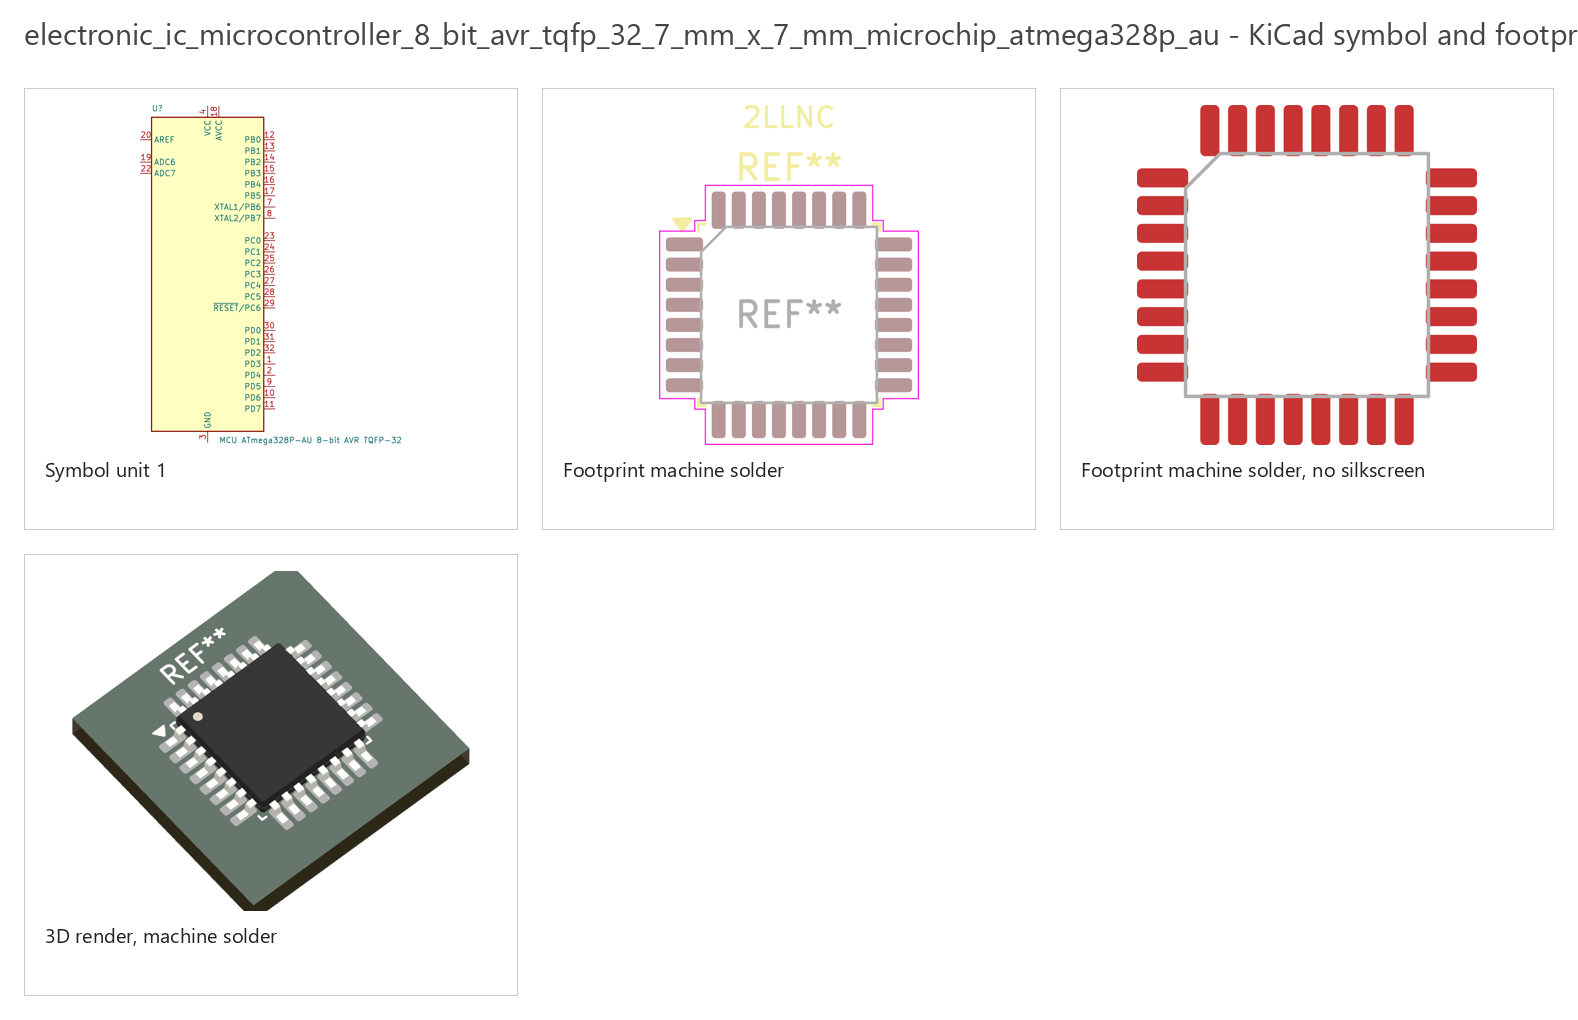 electronic_ic_microcontroller_8_bit_avr_tqfp_32_7_mm_x_7_mm_microchip_atmega328p_au - KiCad symbol and footpr
U?
4
18
VCC
AVCC
20 AREF
19 ADC6
22 ADC7
PB0 12
PB1 13
PB2 14
PB3 15
PB4 16
PB5 17
XTAL1/PB6 7
XTAL2/PB7 8
PC0 23
PC1 24
PC2 25
PC3 26
PC4 27
PC5 28
RESET/PC6 29
PD0 30
PD1 31
PD2 32
PD3 1
PD4 2
PD5 9
PD6 10
PD7 11
GND
3
MCU ATmega328P-AU 8-bit AVR TQFP-32
Symbol unit 1
2LLNC
REF**
REF**
Footprint machine solder
Footprint machine solder, no silkscreen
REF**
3D render, machine solder